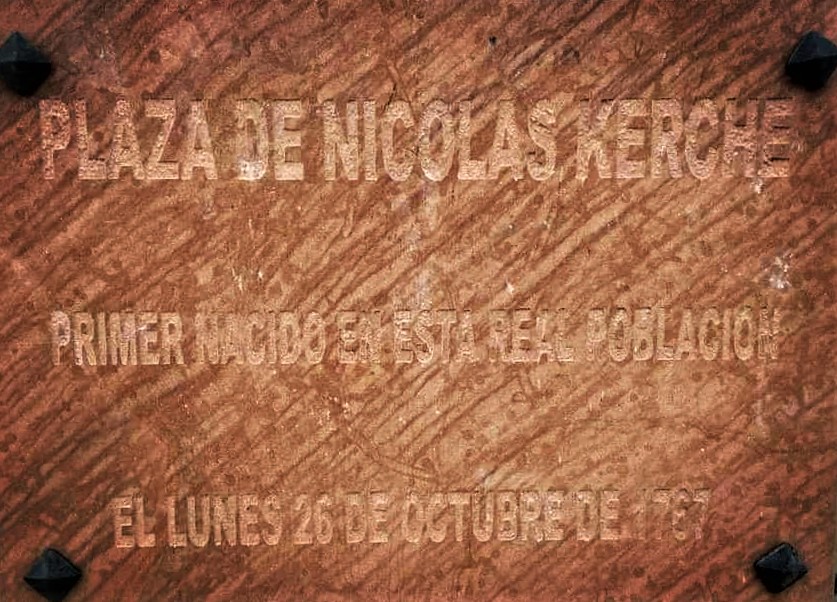 PLAZA DE NICOLAS KERCHE
PRIMER NACIDO EN ESTA REAL POBLACION
EL LUNES 26 DE OCTUBRE DE 1767